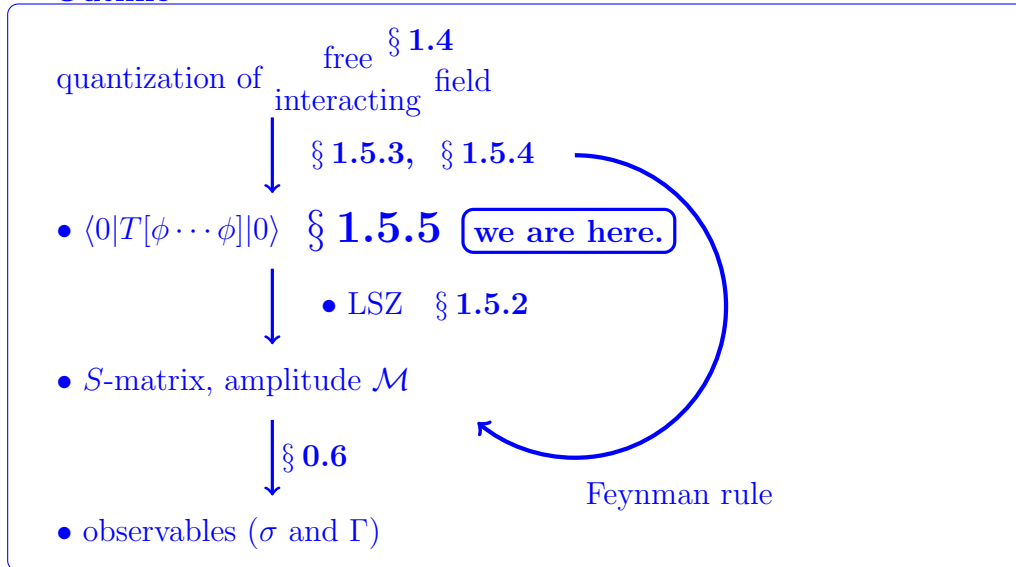 quantization of free § 1.4
interacting field
§ 1.5.3, § 1.5.4
• ⟨0|T[ϕ ⋯ ϕ]|0⟩ § 1.5.5 we are here.
• LSZ § 1.5.2
• S-matrix, amplitude ℳ
§ 0.6
Feynman rule
• observables (σ and Γ)